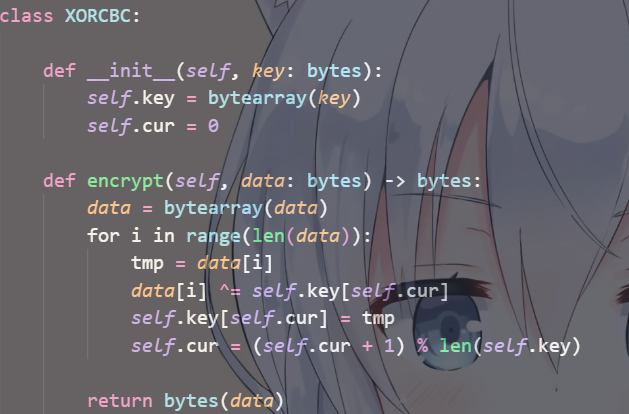 class XORCBC:
    def __init__(self, key: bytes):
        self.key = bytearray(key)
        self.cur = 0
    def encrypt(self, data: bytes) -> bytes:
        data = bytearray(data)
        for i in range(len(data)):
            tmp = data[i]
            data[i] ^= self.key[self.cur]
            self.key[self.cur] = tmp
            self.cur = (self.cur + 1) % len(self.key)
        return bytes(data)